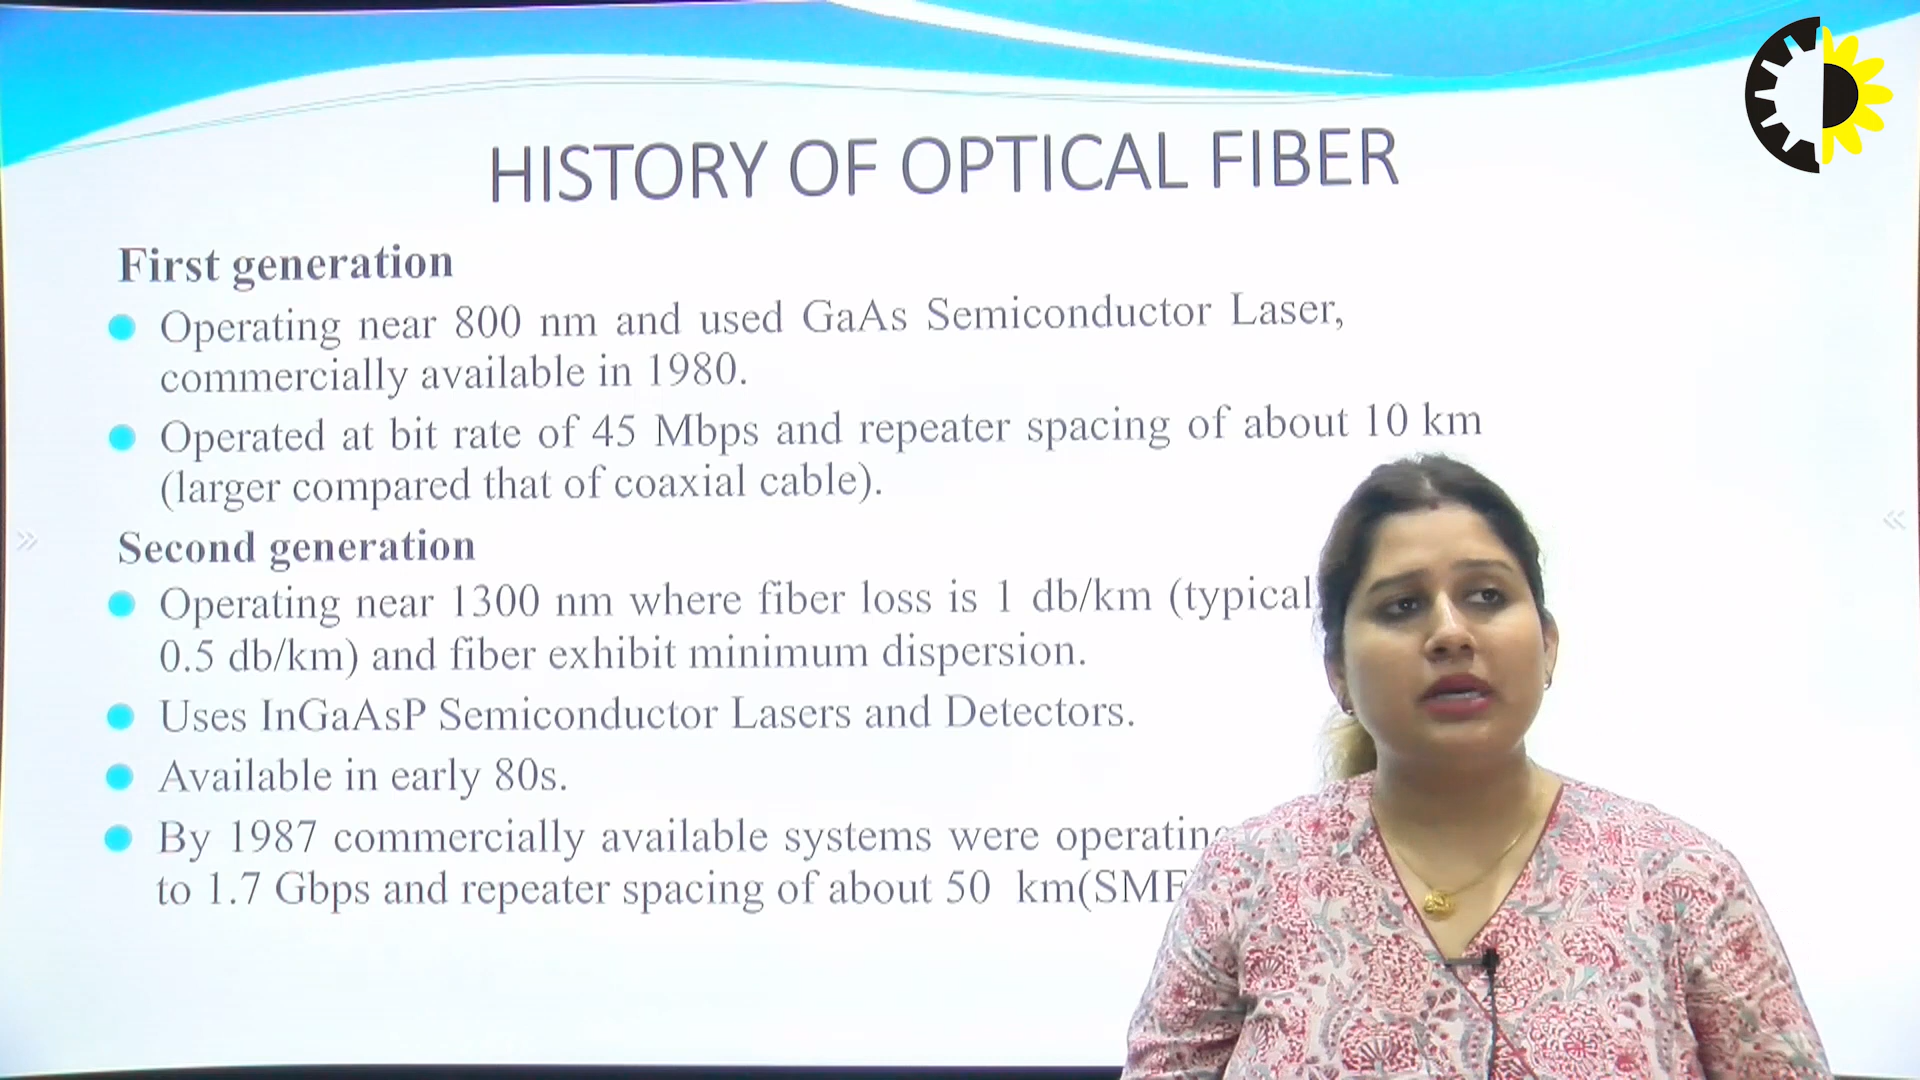 HISTORY OF OPTICAL FIBER
First generation
Operating near 800 nm and used GaAs Semiconductor Laser,
commercially available in 1980.
Operated at bit rate of 45 Mbps and repeater spacing of about 10 km
(larger compared that of coaxial cable).
Second generation
Operating near 1300 nm where fiber loss is 1 db/km (typical
0.5 db/km) and fiber exhibit minimum dispersion.
Uses InGaAsP Semiconductor Lasers and Detectors.
Available in early 80s.
By 1987 commercially available systems were operating
to 1.7 Gbps and repeater spacing of about 50 km(SMF